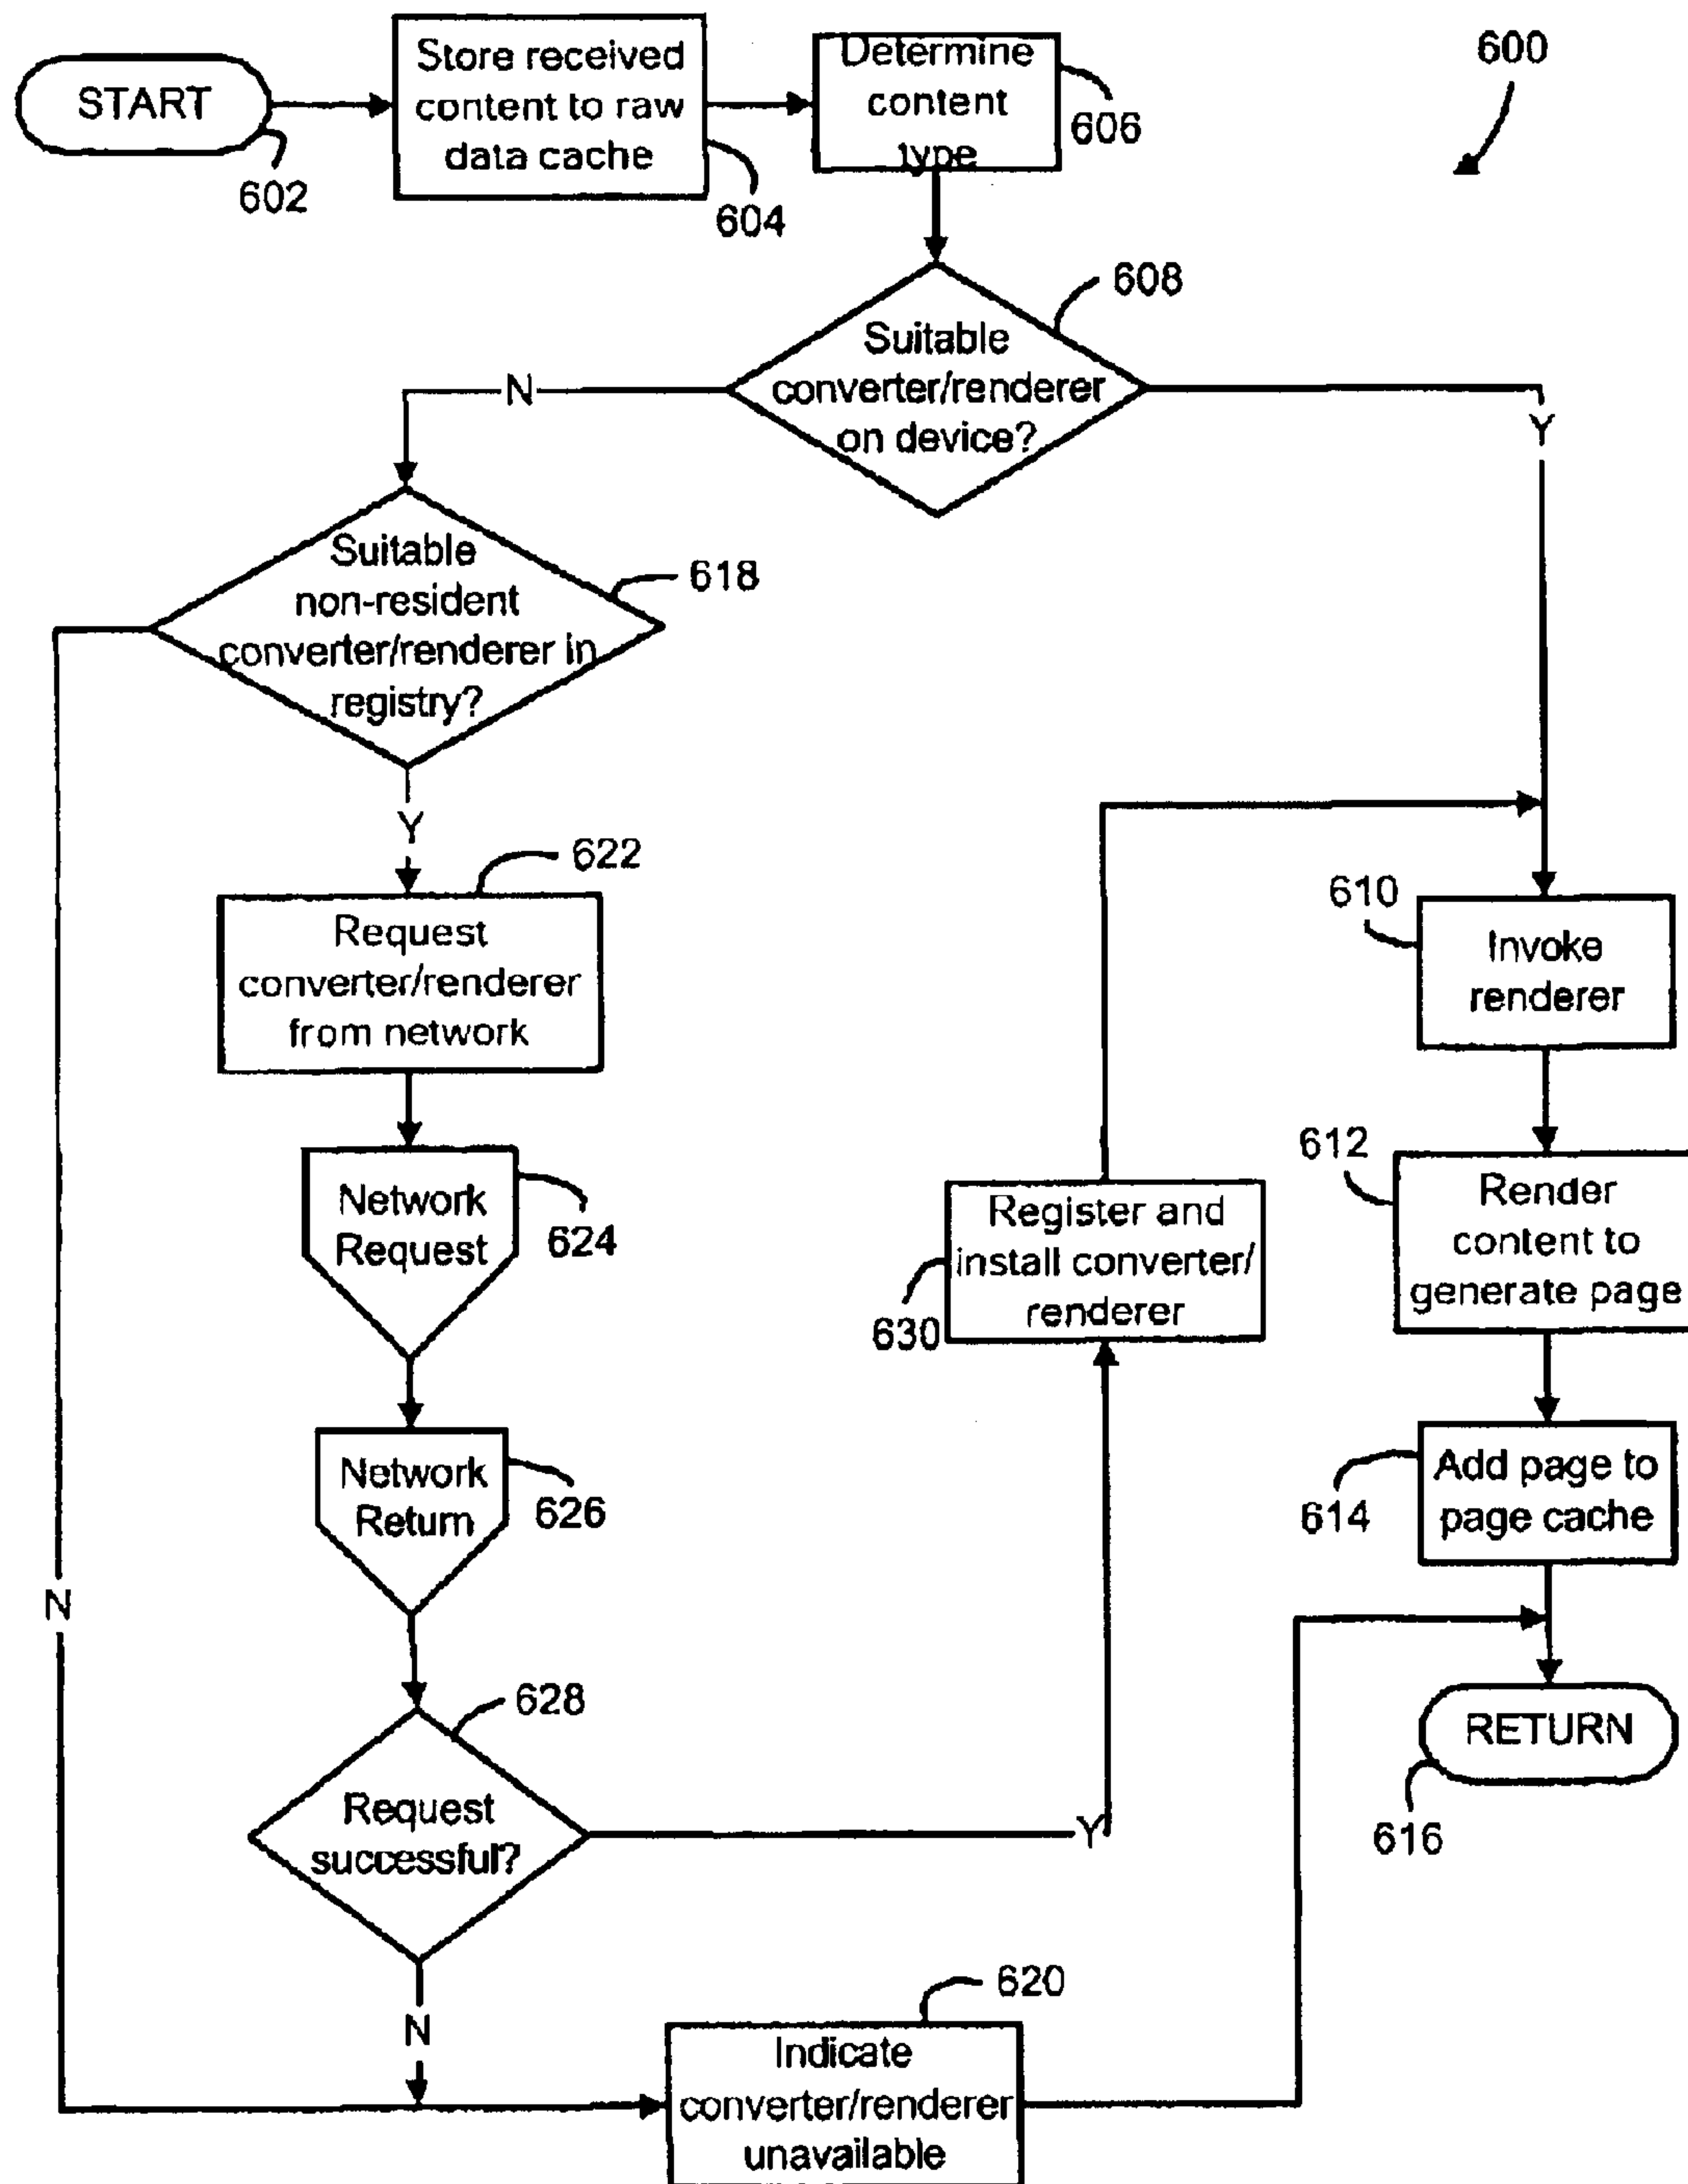 START
602
Store received
content to raw
data cache
604
Determine
content
type
606
600
Suitable
converter/renderer
on device?
608
N
Y
Suitable
non-resident
converter/renderer in
registry?
618
Y
622
Request
converter/renderer
from network
610
Invoke
renderer
Network
Request
624
612
Render
content to
generate page
Register and
install converter/
renderer
630
Network
Return
626
Add page to
page cache
614
N
628
Request
successful?
Y
RETURN
616
N
620
Indicate
converter/renderer
unavailable